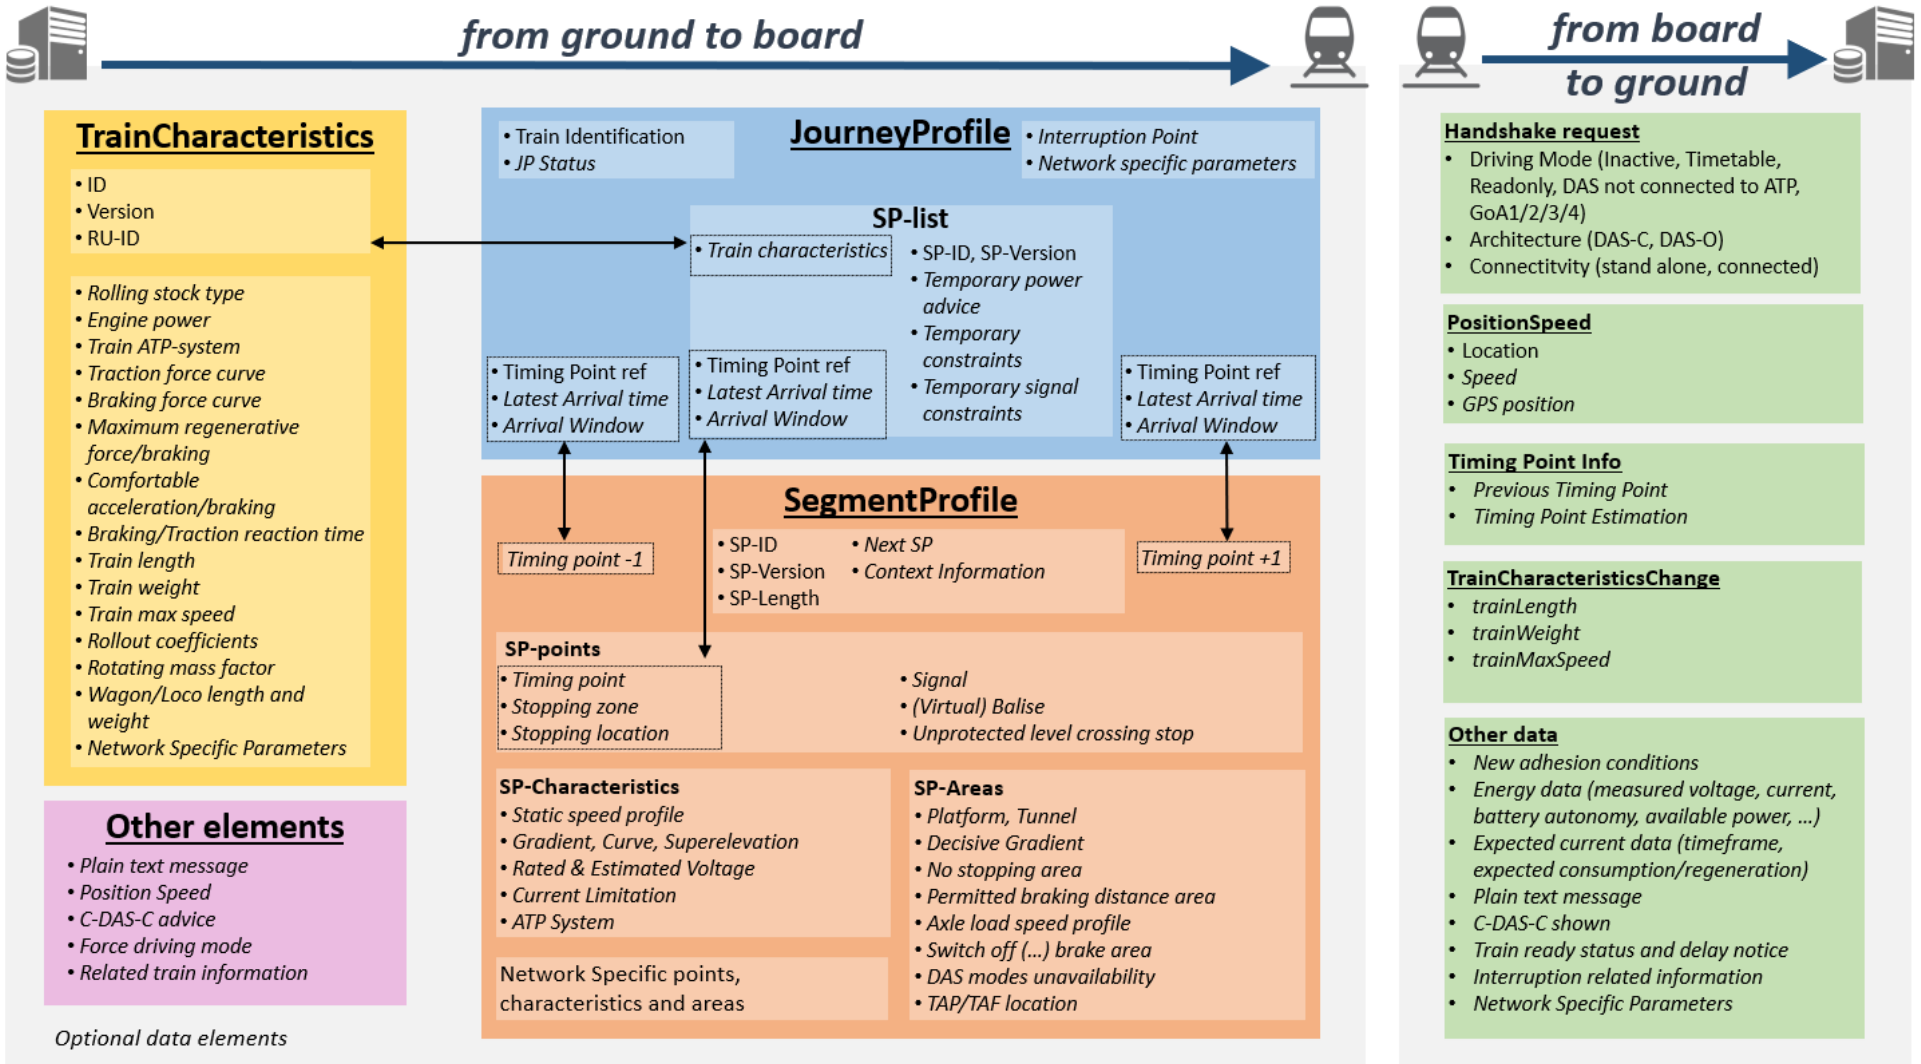 from ground to board
TrainCharacteristics
• ID
• Version
• RU-ID
• Rolling stock type
• Engine power
• Train ATP-system
• Traction force curve
• Braking force curve
• Maximum regenerative
force/braking
• Comfortable
acceleration/braking
• Braking/Traction reaction time
• Train length
• Train weight
• Train max speed
• Rollout coefficients
• Rotating mass factor
• Wagon/Loco length and
weight
• Network Specific Parameters
Other elements
• Plain text message
• Position Speed
• C-DAS-C advice
• Force driving mode
• Related train information
Optional data elements
JourneyProfile
• Train Identification
• JP Status
• Interruption Point
• Network specific parameters
SP-list
• Train characteristics
• SP-ID, SP-Version
• Temporary power
advice
• Temporary
constraints
• Temporary signal
constraints
• Timing Point ref
• Latest Arrival time
• Arrival Window
• Timing Point ref
• Latest Arrival time
• Arrival Window
• Timing Point ref
• Latest Arrival time
• Arrival Window
SegmentProfile
Timing point -1
• SP-ID
• SP-Version
• SP-Length
• Next SP
• Context Information
Timing point +1
SP-points
• Timing point
• Stopping zone
• Stopping location
• Signal
• (Virtual) Balise
• Unprotected level crossing stop
SP-Characteristics
• Static speed profile
• Gradient, Curve, Superelevation
• Rated & Estimated Voltage
• Current Limitation
• ATP System
Network Specific points,
characteristics and areas
SP-Areas
• Platform, Tunnel
• Decisive Gradient
• No stopping area
• Permitted braking distance area
• Axle load speed profile
• Switch off (...) brake area
• DAS modes unavailability
• TAP/TAF location
from board
to ground
Handshake request
• Driving Mode (Inactive, Timetable,
Readonly, DAS not connected to ATP,
GoA1/2/3/4)
• Architecture (DAS-C, DAS-O)
• Connectitvity (stand alone, connected)
PositionSpeed
• Location
• Speed
• GPS position
Timing Point Info
• Previous Timing Point
• Timing Point Estimation
TrainCharacteristicsChange
• trainLength
• trainWeight
• trainMaxSpeed
Other data
• New adhesion conditions
• Energy data (measured voltage, current,
battery autonomy, available power, ...)
• Expected current data (timeframe,
expected consumption/regeneration)
• Plain text message
• C-DAS-C shown
• Train ready status and delay notice
• Interruption related information
• Network Specific Parameters